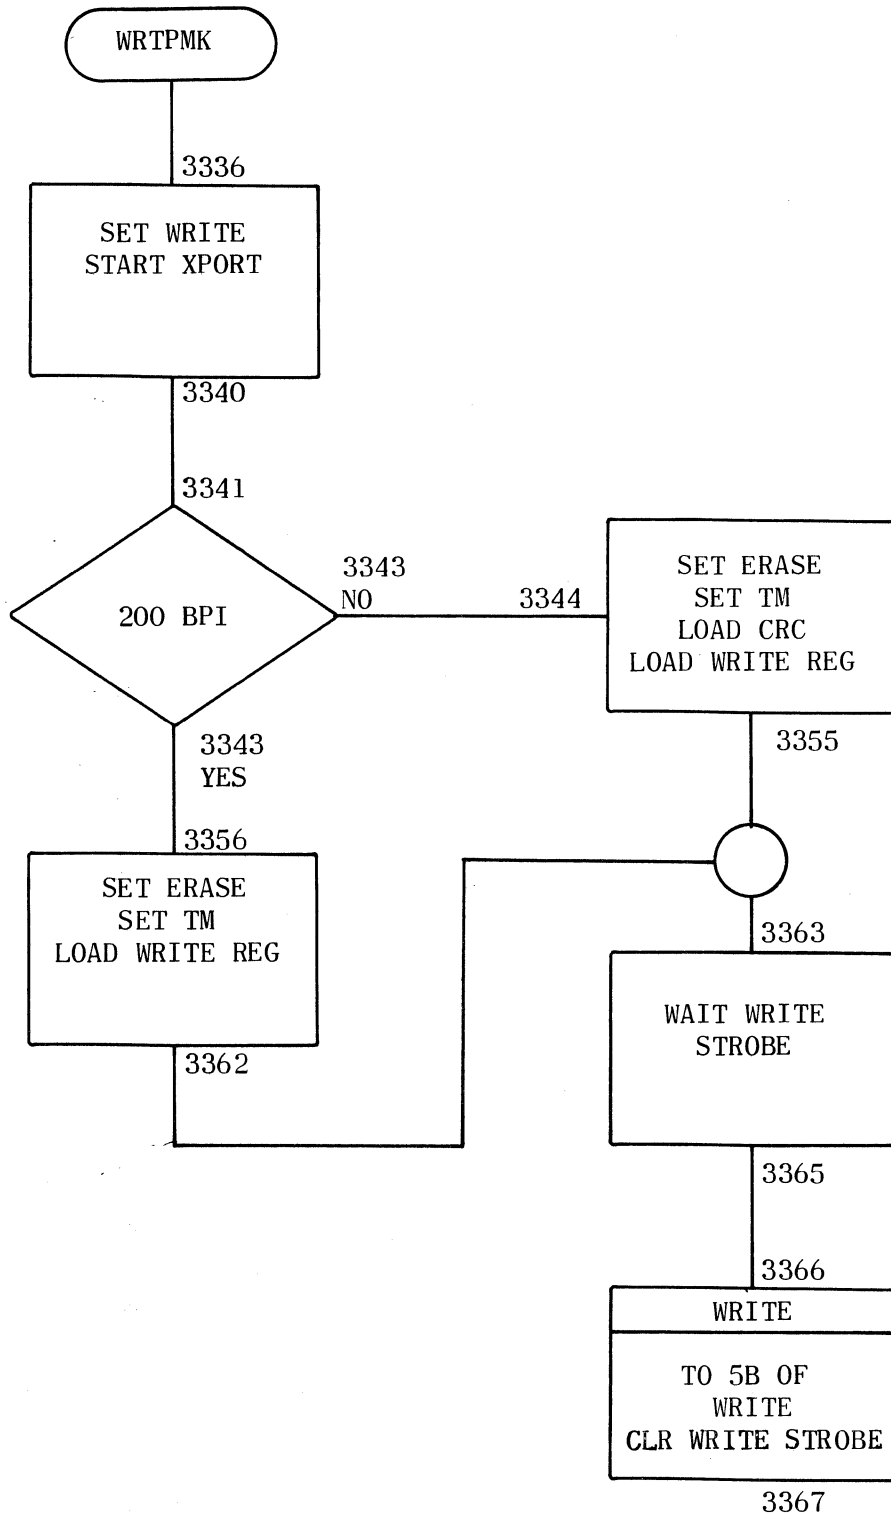 WRTPMK
3336
SET WRITE
START XPORT
3340
3341
200 BPI
3343
NO
3344
SET ERASE
SET TM
LOAD CRC
LOAD WRITE REG
3355
3343
YES
3356
SET ERASE
SET TM
LOAD WRITE REG
3362
3363
WAIT WRITE
STROBE
3365
3366
WRITE
TO 5B OF
WRITE
CLR WRITE STROBE
3367